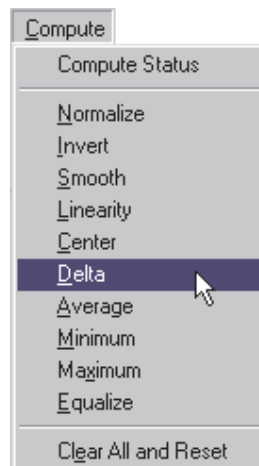 Compute
Compute Status
Normalize
Invert
Smooth
Linearity
Center
Delta
Average
Minimum
Maximum
Equalize
Clear All and Reset